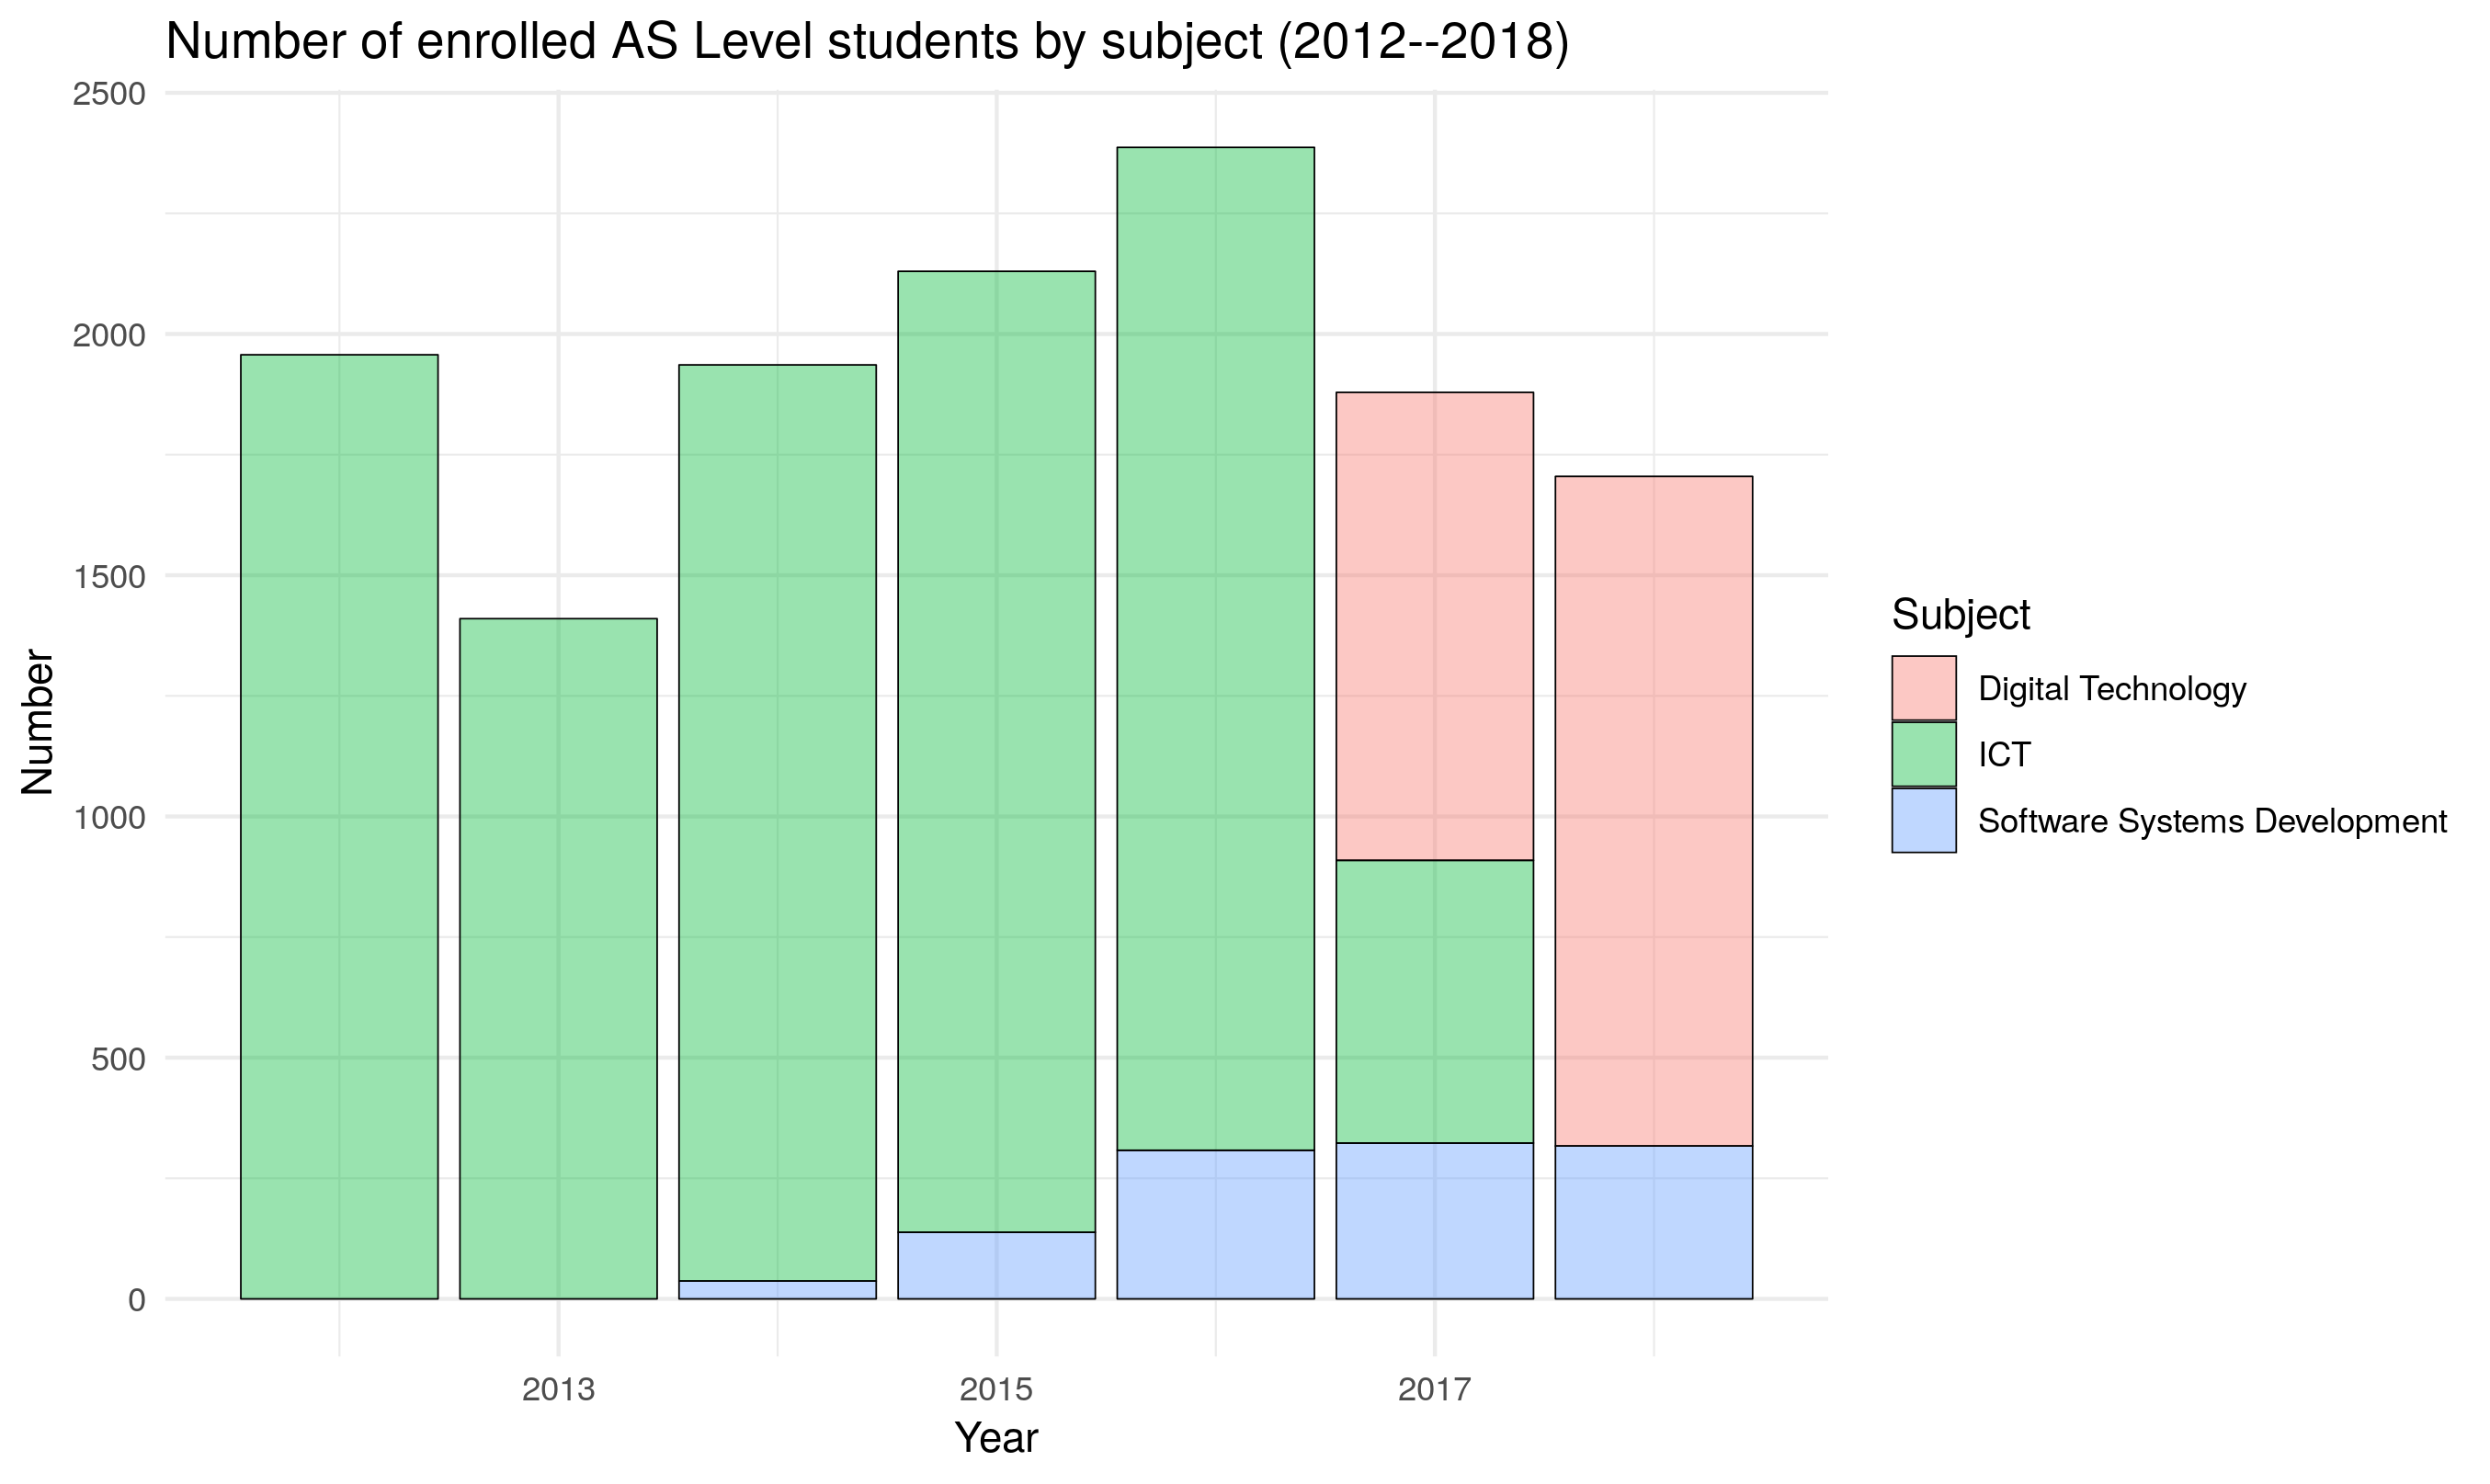 Number of enrolled AS Level students by subject (2012--2018)
2500
2000
1500
1000
500
0
Number
2013
2015
2017
Year
Subject
Digital Technology
ICT
Software Systems Development